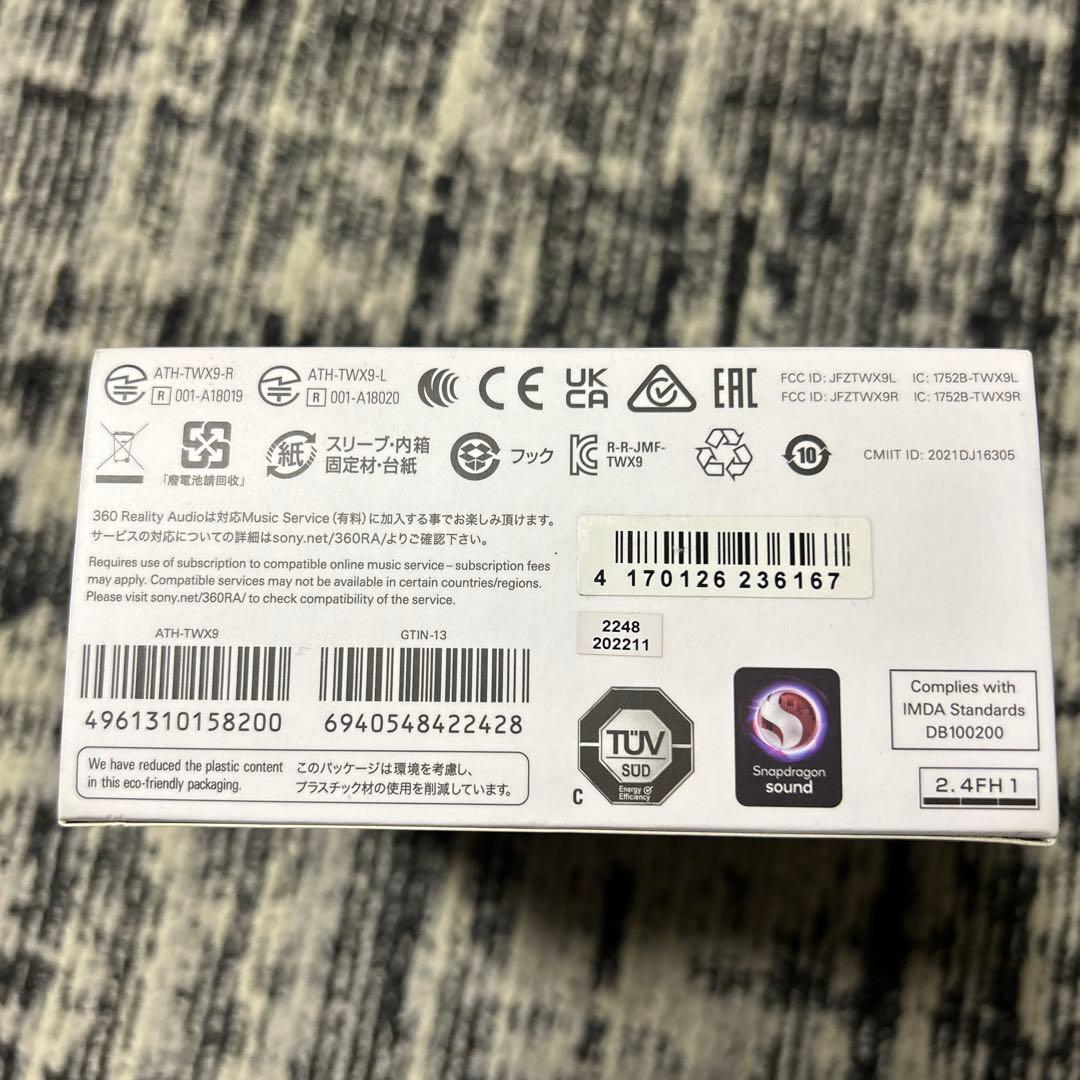 ATH-TWX9-R
R 001-A18019
ATH-TWX9-L
R 001-A18020
CE
UK
CA
EAC
FCC ID: JFZTWX9L IC: 1752B-TWX9L
FCC ID: JFZTWX9R IC: 1752B-TWX9R
「廢電池請回收」
紙
スリーブ・内箱
固定材・台紙
フック
R-R-JMF-
TWX9
10
CMIIT ID: 2021DJ16305
360 Reality Audioは対応Music Service(有料)に加入する事でお楽しみ頂けます。
サービスの対応についての詳細はsony.net/360RA/よりご確認下さい。
Requires use of subscription to compatible online music service – subscription fees
may apply. Compatible services may not be available in certain countries/regions.
Please visit sony.net/360RA/ to check compatibility of the service.
4 170126 236167
2248
202211
ATH-TWX9
4961310158200
GTIN-13
6940548422428
We have reduced the plastic content
in this eco-friendly packaging.
このパッケージは環境を考慮し、
プラスチック材の使用を削減しています。
C
TÜV
SÜD
Energy
Efficiency
Snapdragon
sound
Complies with
IMDA Standards
DB100200
2.4FH 1